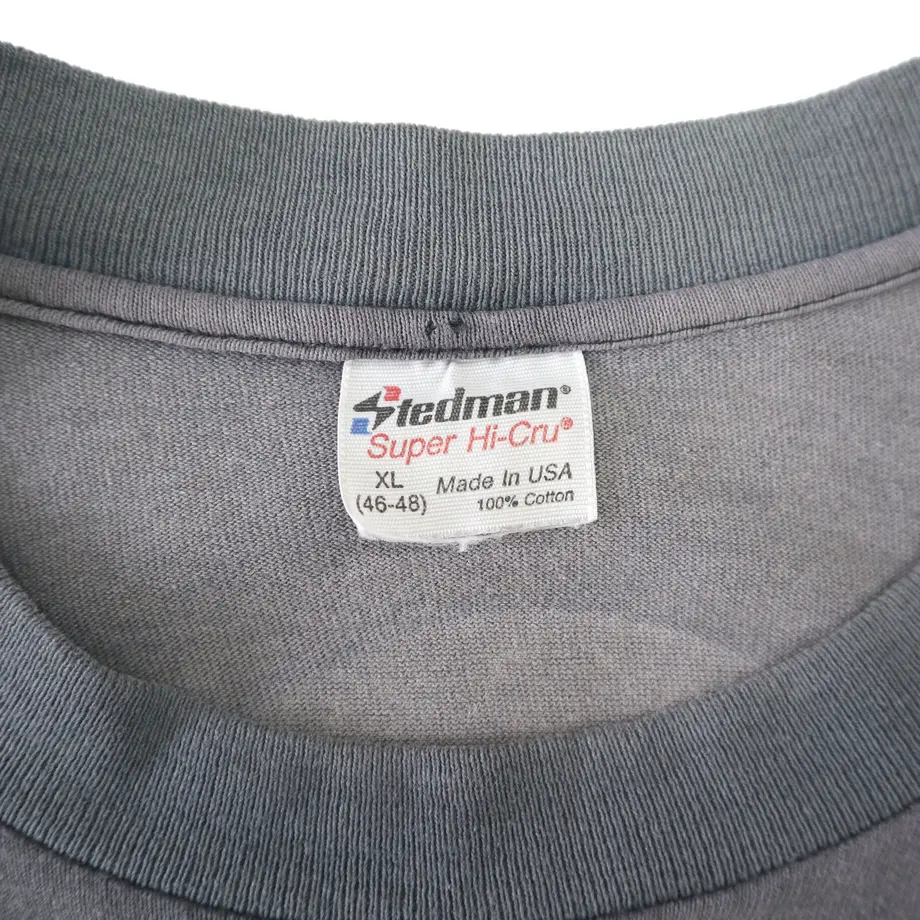 Stedman®
Super Hi-Cru®
XL
(46-48)
Made In USA
100% Cotton